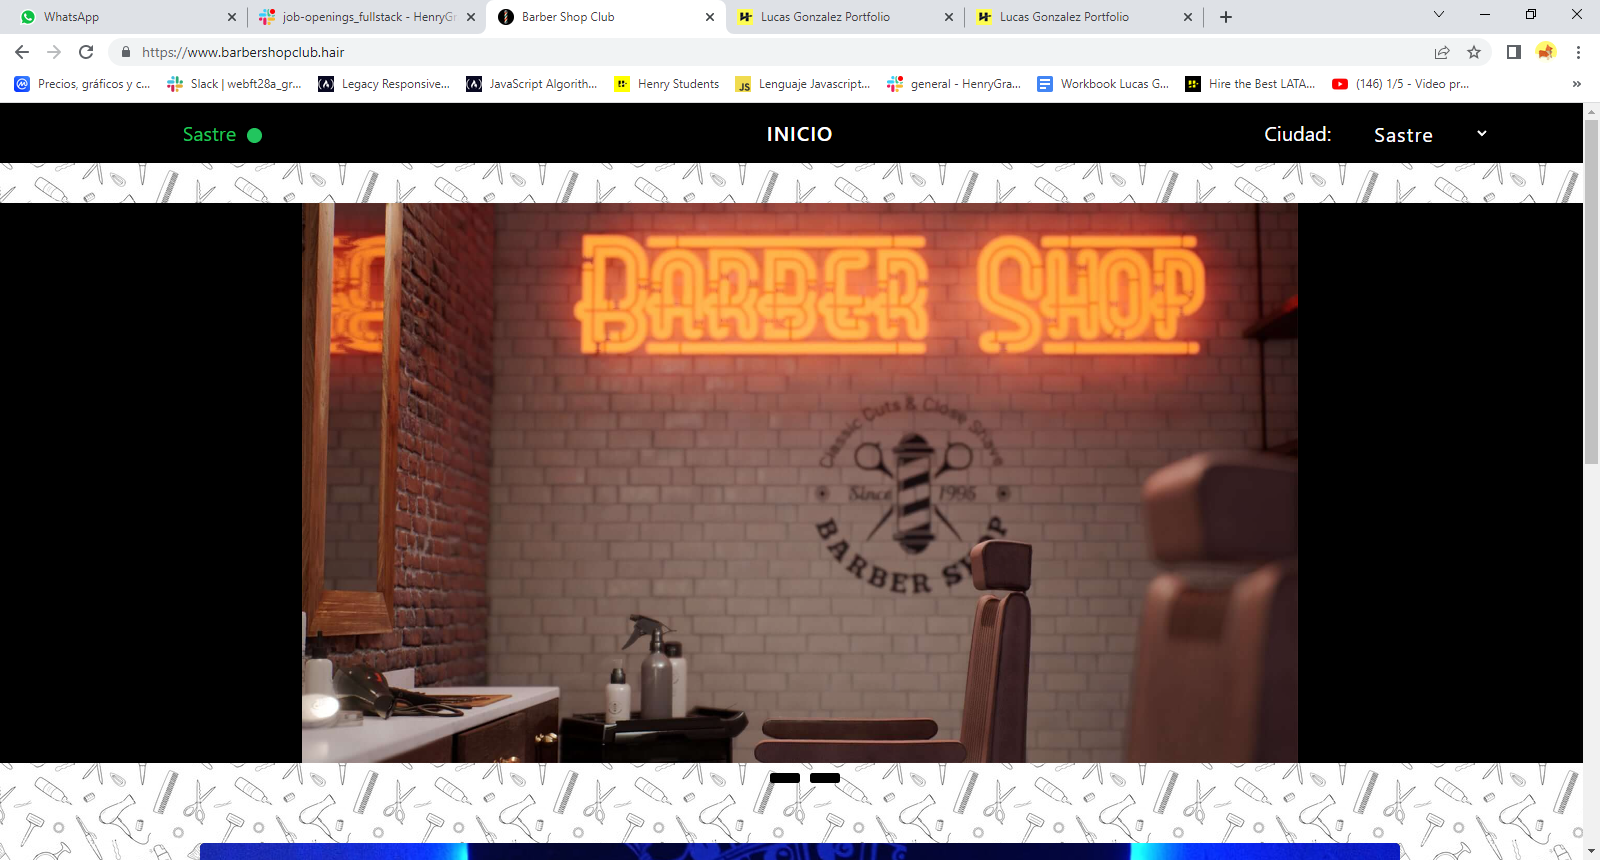 WhatsApp
job-openings_fullstack - HenryGr
Barber Shop Club
Lucas Gonzalez Portfolio
Lucas Gonzalez Portfolio
https://www.barbershopclub.hair
Precios, gráficos y c...
Slack | webft28a_gr...
Legacy Responsive...
JavaScript Algorith...
Henry Students
JS
Lenguaje Javascript...
general - HenryGra...
Workbook Lucas G...
Hire the Best LATA...
(146) 1/5 - Video pr...
»
Sastre
INICIO
Ciudad:
Sastre
BARBER SHOP
Classic Cuts & Close Shave
Since 1995
BARBER SHOP